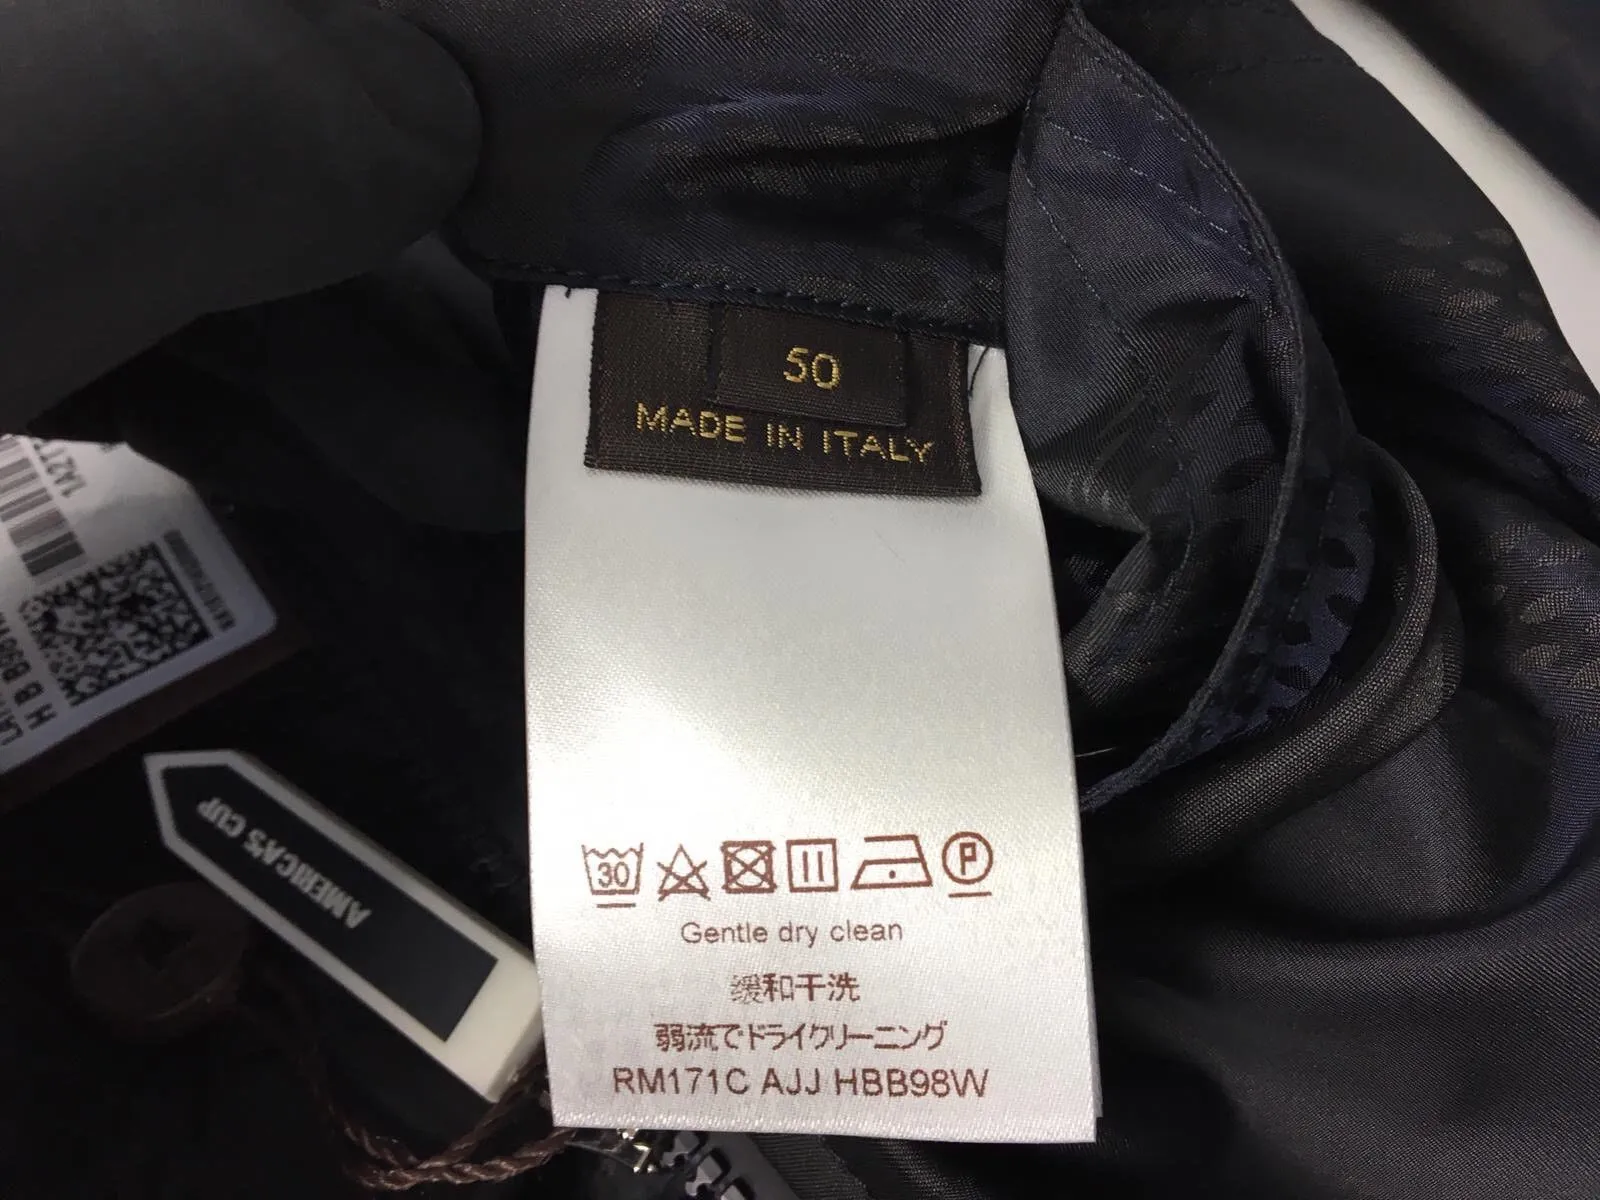 50
MADE IN ITALY
30
P
Gentle dry clean
缓和干洗
弱流でドライクリーニング
RM171C AJJ HBB98W
AMERICA'S CUP